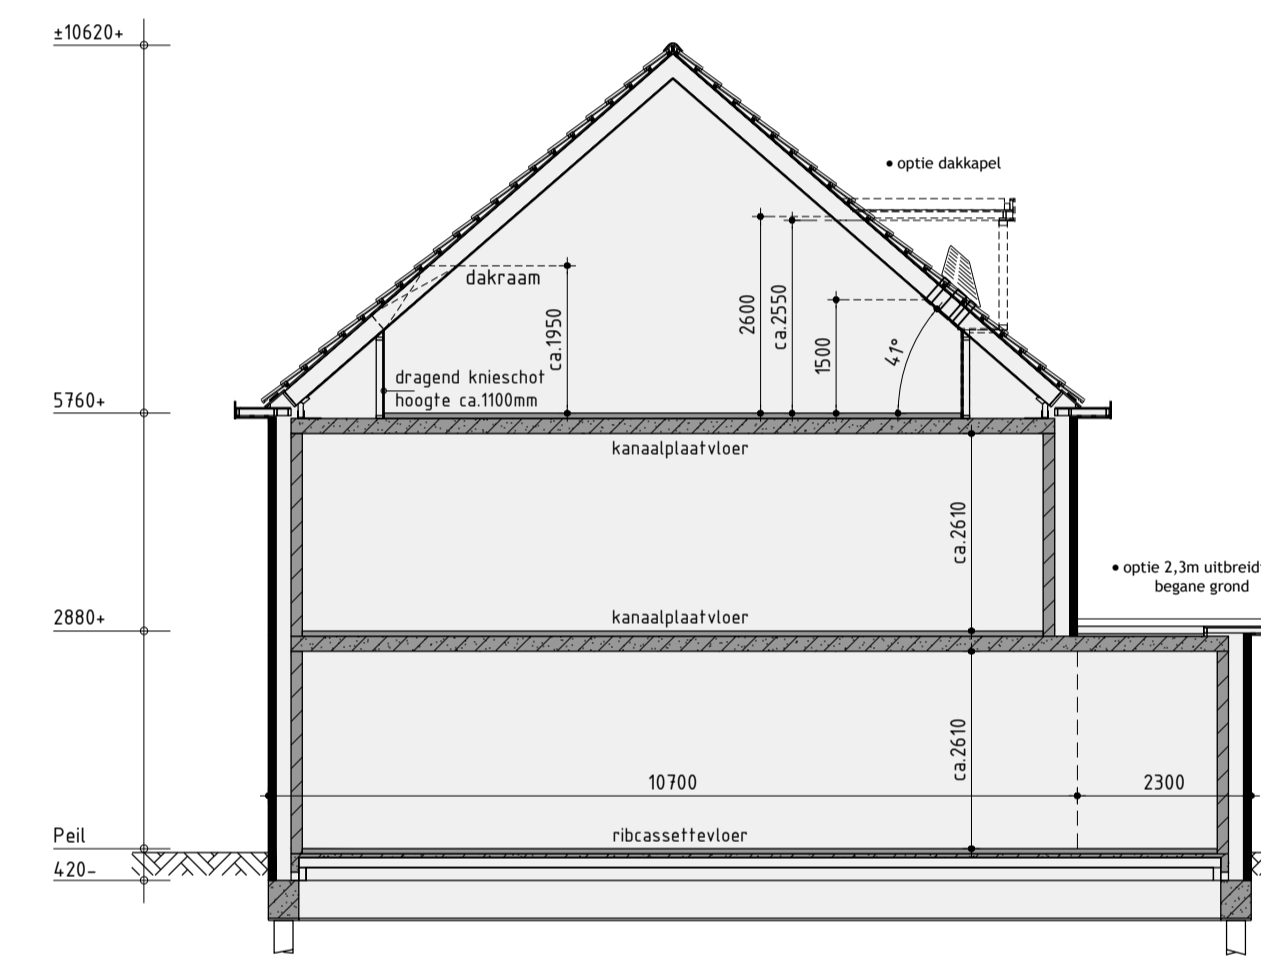 ±10620+
• optie dakkapel
dakraam
ca.1950
2600
ca.2550
1500
41°
dragend knieschot
hoogte ca.1100mm
5760+
kanaalplaatvloer
ca.2610
• optie 2,3m
begane grond
2880+
kanaalplaatvloer
ca.2610
10700
2300
Peil
ribcassettevloer
420-